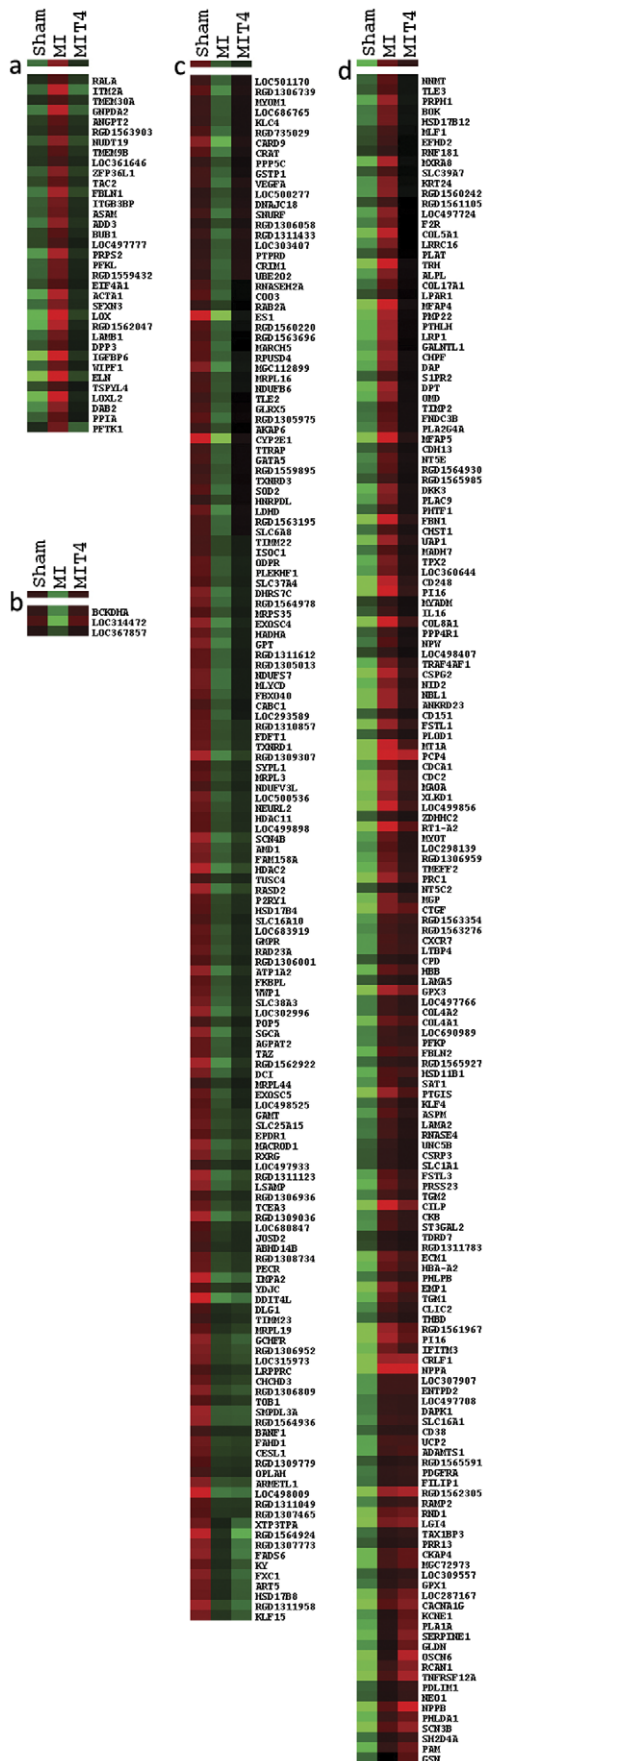 a
Sham
MI
MIT4
RALA
ITM2A
TMEM30A
GNPDA2
ANGPT2
RGD1563903
NUDT19
TMEM9B
LOC361646
ZFP36L1
TAC2
FBLN1
ITGB3BP
ASAM
ADD3
BUB1
LOC497777
PRPS2
PFKL
RGD1559432
EIF4A1
ACTA1
SFXN3
LOX
RGD1562047
LAMB1
DPP3
IGFBP6
WIPF1
ELN
TSPYL4
LOXL2
DAB2
PPIA
PFTK1
b
Sham
MI
MIT4
BCKDHA
LOC314472
LOC367857
c
Sham
MI
MIT4
LOC501170
RGD1306739
MYOM1
LOC686765
KLC4
RGD735029
CARD9
CRAT
PPP5C
GSTP1
VEGFA
LOC500277
DNAJC18
SNURF
RGD1306058
RGD1311433
LOC303407
PTPRD
CRIM1
UBE2O2
RNASEH2A
COQ3
RAB2A
ES1
RGD1560220
RGD1563696
MARCH5
RPUSD4
MGC112899
MRPL16
NDUFB6
TLE2
GLRX5
RGD1305975
AKAP6
CYP2E1
TTRAP
GATA5
RGD1559895
TXNRD3
SOD2
HNRPDL
LDHD
RGD1563195
SLC6A8
TIMM22
ISOC1
ODPR
PLEKHF1
SLC37A4
DHRS7C
RGD1564978
MRPS35
EXOSC4
HADHA
GPT
RGD1311612
RGD1305013
NDUFS7
MLYCD
FBXO40
CABC1
LOC293589
RGD1310857
FDFT1
TXNRD1
RGD1309307
SYPL1
MRPL3
NDUFV3L
LOC500536
NEURL2
HDAC11
LOC499898
SCN4B
AMD1
FAM158A
HDAC2
TUSC4
RASD2
P2RY1
HSD17B4
SLC16A10
LOC683919
GMPR
RAD23A
RGD1306001
ATP1A2
FKBPL
WWP1
SLC38A3
LOC302996
POP5
SGCA
AGPAT2
TAZ
RGD1562922
DCI
MRPL44
EXOSC5
LOC498525
GAMT
SLC25A15
EPDR1
MACROD1
RXRG
LOC497933
RGD1311123
LSAMP
RGD1306936
TCEA3
RGD1309036
LOC680847
JOSD2
ABHD14B
RGD1308734
PECR
IMPA2
YDJC
DDIT4L
DLG1
TIMM23
MRPL19
GCHFR
RGD1306952
LOC315973
LRPPRC
CHCHD3
RGD1306809
TOB1
SMPDL3A
RGD1564936
BANF1
FAHD1
CESL1
RGD1309779
OPLAH
ARMETL1
LOC498009
RGD1311049
RGD1307465
XTP3TPA
RGD1564924
RGD1307773
FADS6
KY
FXC1
ART5
HSD17B8
RGD1311958
KLF15
d
Sham
MI
MIT4
NNMT
TLE3
PRPH1
BOK
HSD17B12
MLF1
EFHD2
RNF181
MXRA8
SLC39A7
KRT24
RGD1560242
RGD1561105
LOC497724
F2R
COL5A1
LRRC16
PLAT
TRH
ALPL
COL17A1
LPAR1
MFAP4
PMP22
PTHLH
LRP1
GALNTL1
CHPF
DAP
S1PR2
DPT
OMD
TIMP2
FNDC3B
PLA2G4A
MFAP5
CDH13
NT5E
RGD1564930
RGD1565985
DKK3
PLAC9
PHTF1
FBN1
CHST1
UAP1
MADH7
TPX2
LOC360644
CD248
PI16
MYADM
IL16
COL8A1
PPP4R1
NPW
LOC498407
TRAF4AF1
CSPG2
NID2
NBL1
ANKRD23
CD151
FSTL1
PLOD1
MT1A
PCP4
CDCA1
CDC2
MAOA
XLKD1
LOC499856
ZDHHC2
RT1-A2
MYOT
LOC298139
RGD1306959
TMEFF2
PRC1
NT5C2
MGP
CTGF
RGD1563354
RGD1563276
CXCR7
LTBP4
CPD
HBB
LAMA5
GPX3
LOC497766
COL4A2
COL4A1
LOC690989
PFKP
FBLN2
RGD1565927
HSD11B1
SAT1
PTGIS
KLF4
ASPM
LAMA2
RNASE4
UNC5B
CSRP3
SLC1A1
FSTL3
PRSS23
TGM2
CILP
CKB
ST3GAL2
TDRD7
RGD1311783
ECM1
HBA-A2
PHLPB
EMP1
TGM1
CLIC2
THBD
RGD1561967
PI16
IFITM3
CRLF1
NPPA
LOC307907
ENTPD2
LOC497708
DAPK1
SLC16A1
CD38
UCP2
ADAMTS1
RGD1565591
PDGFRA
FILIP1
RGD1562305
RAMP2
RND1
LGI4
TAX1BP3
PRR13
CKAP4
MGC72973
LOC309557
GPX1
LOC287167
CACNA1G
KCNE1
PLA1A
SERPINE1
GLDN
OSCN6
RCAN1
TNFRSF12A
PDLIM1
NEO1
NPPB
PHLDA1
SCN3B
SH2D4A
PAM
GSN